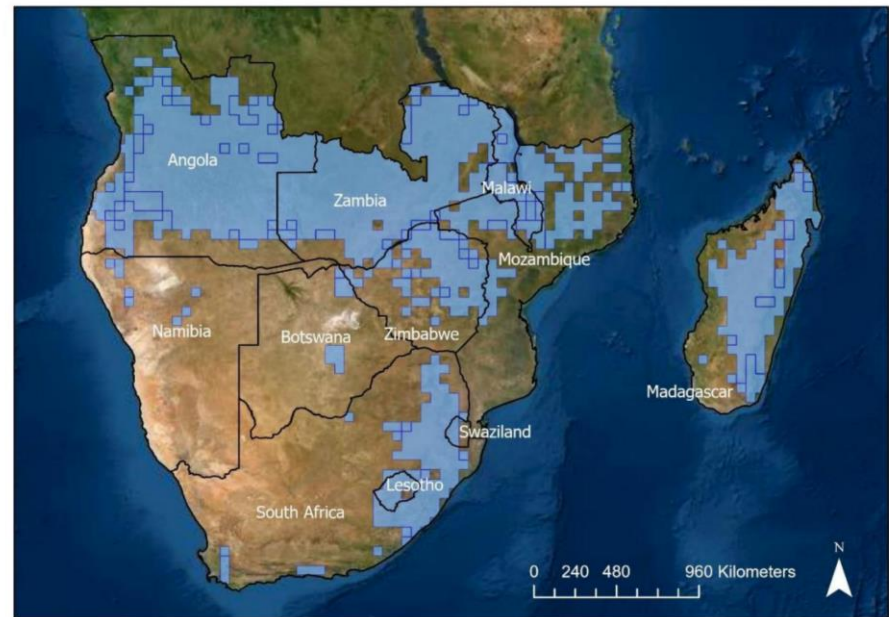 Angola
Zambia
Malawi
Mozambique
Namibia
Botswana
Zimbabwe
Madagascar
Swaziland
Lesotho
South Africa
0 240 480 960 Kilometers
N